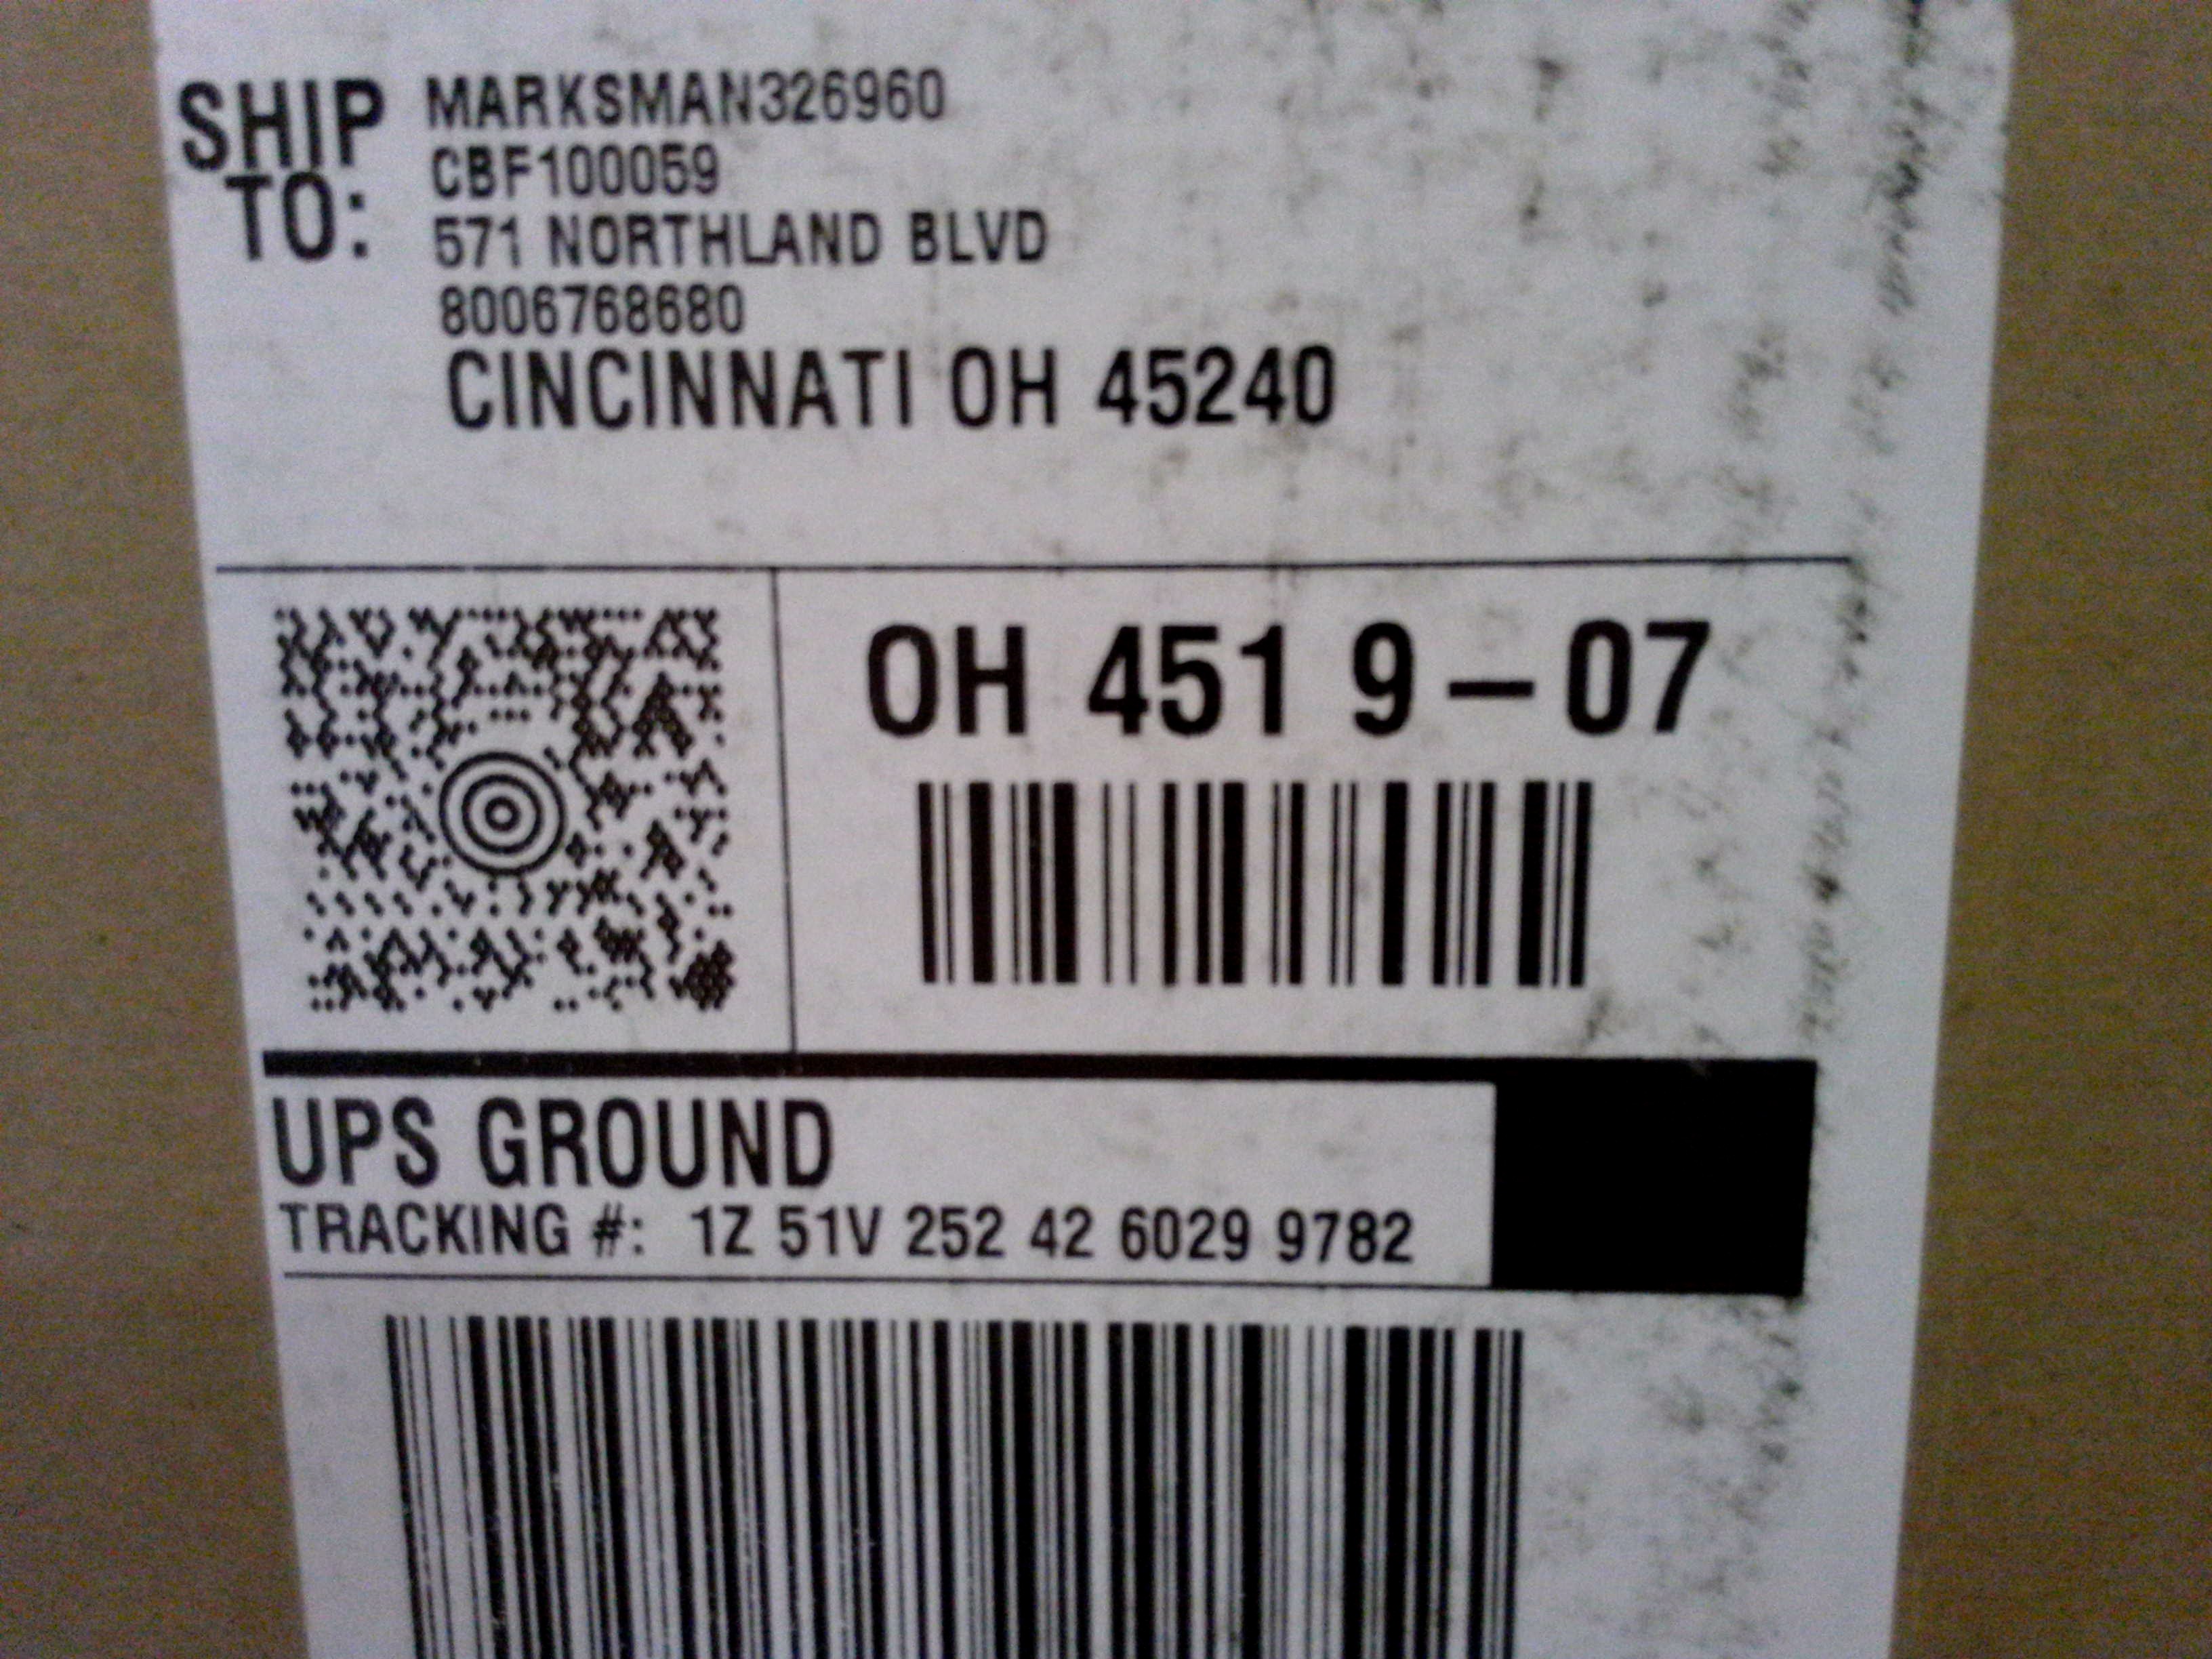 SHIP TO:
MARKSMAN326960
CBF100059
571 NORTHLAND BLVD
8006768680
CINCINNATI OH 45240
OH 451 9-07
UPS GROUND
TRACKING #: 1Z 51V 252 42 6029 9782